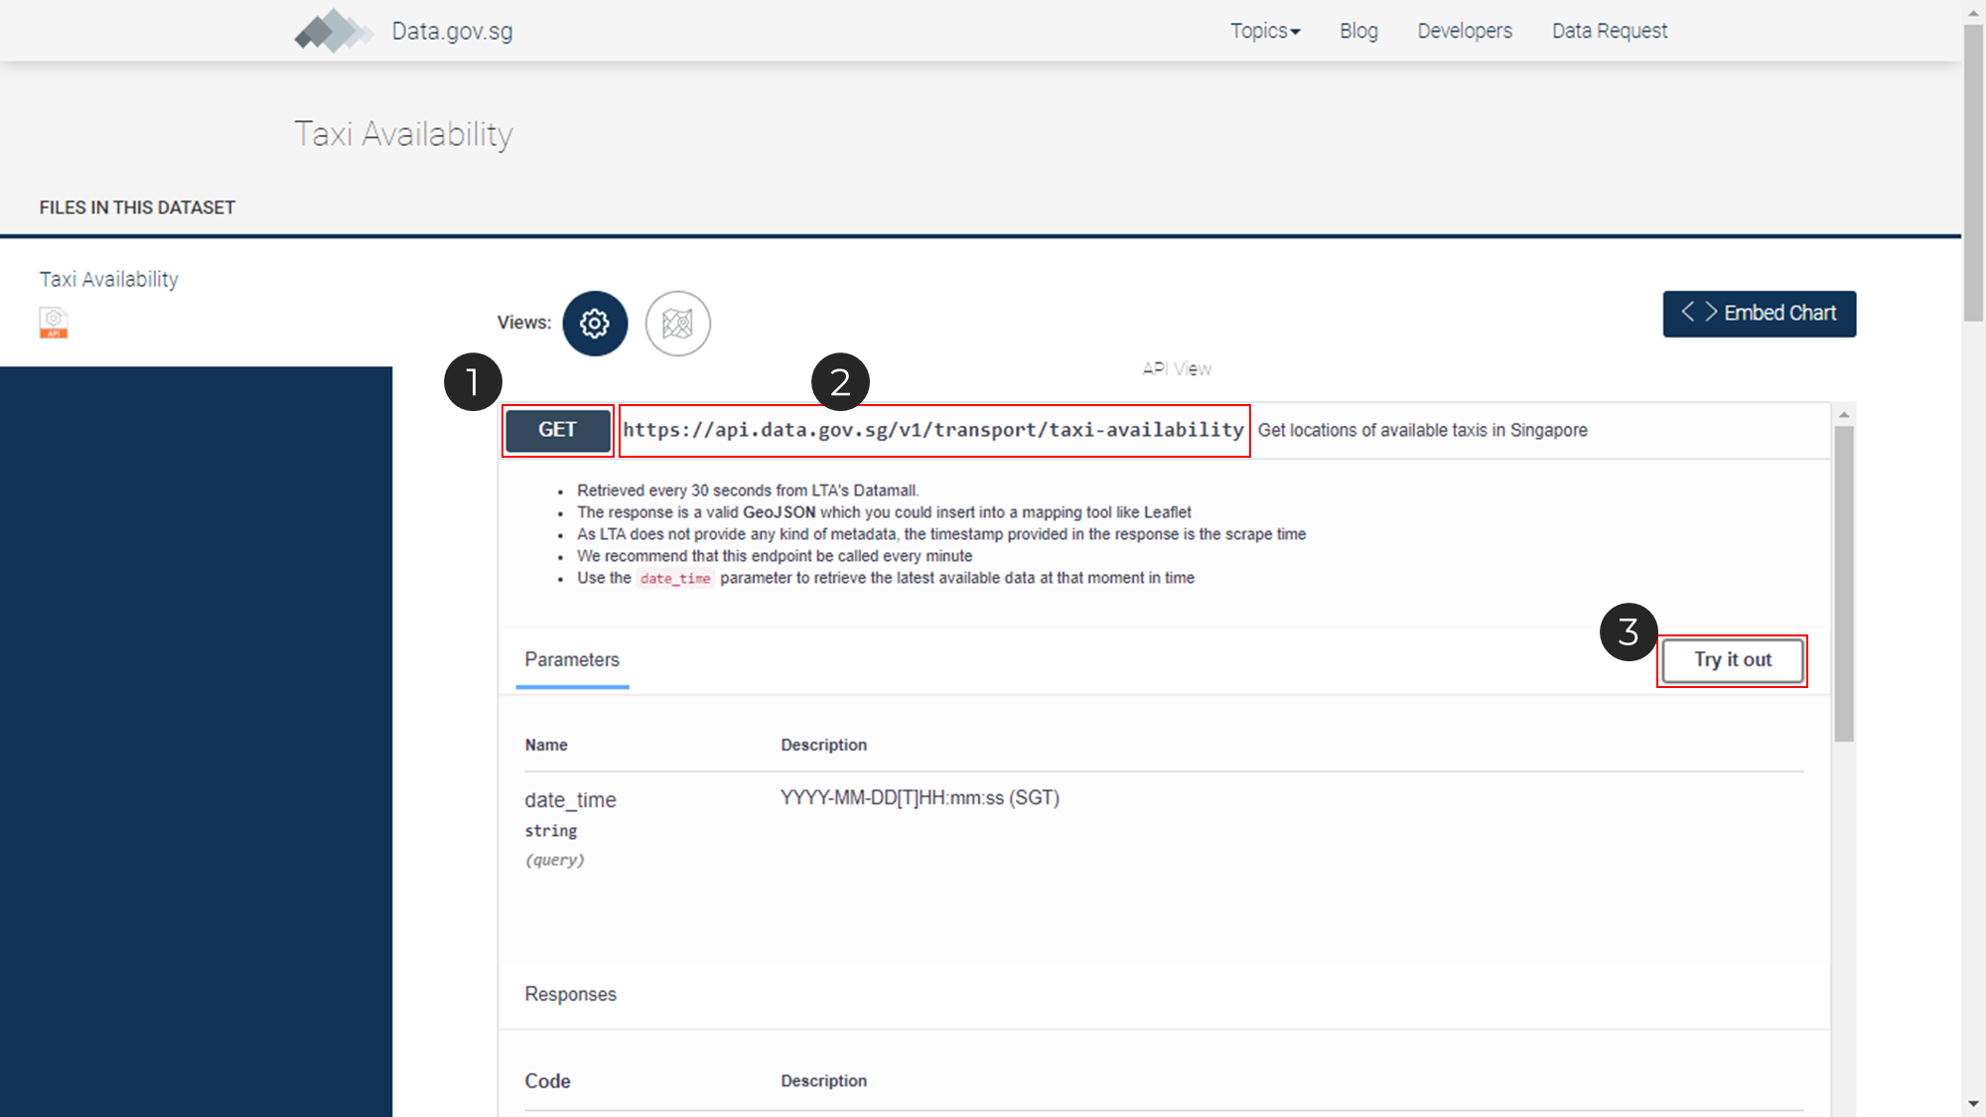 Data.gov.sg
Topics Blog Developers Data Request
Taxi Availability
FILES IN THIS DATASET
Taxi Availability
API
Views:
< > Embed Chart
API View
1
2
GET https://api.data.gov.sg/v1/transport/taxi-availability Get locations of available taxis in Singapore
• Retrieved every 30 seconds from LTA's Datamall.
• The response is a valid GeoJSON which you could insert into a mapping tool like Leaflet
• As LTA does not provide any kind of metadata, the timestamp provided in the response is the scrape time
• We recommend that this endpoint be called every minute
• Use the date_time parameter to retrieve the latest available data at that moment in time
3
Parameters
Try it out
Name Description
date_time YYYY-MM-DD[T]HH:mm:ss (SGT)
string
(query)
Responses
Code Description